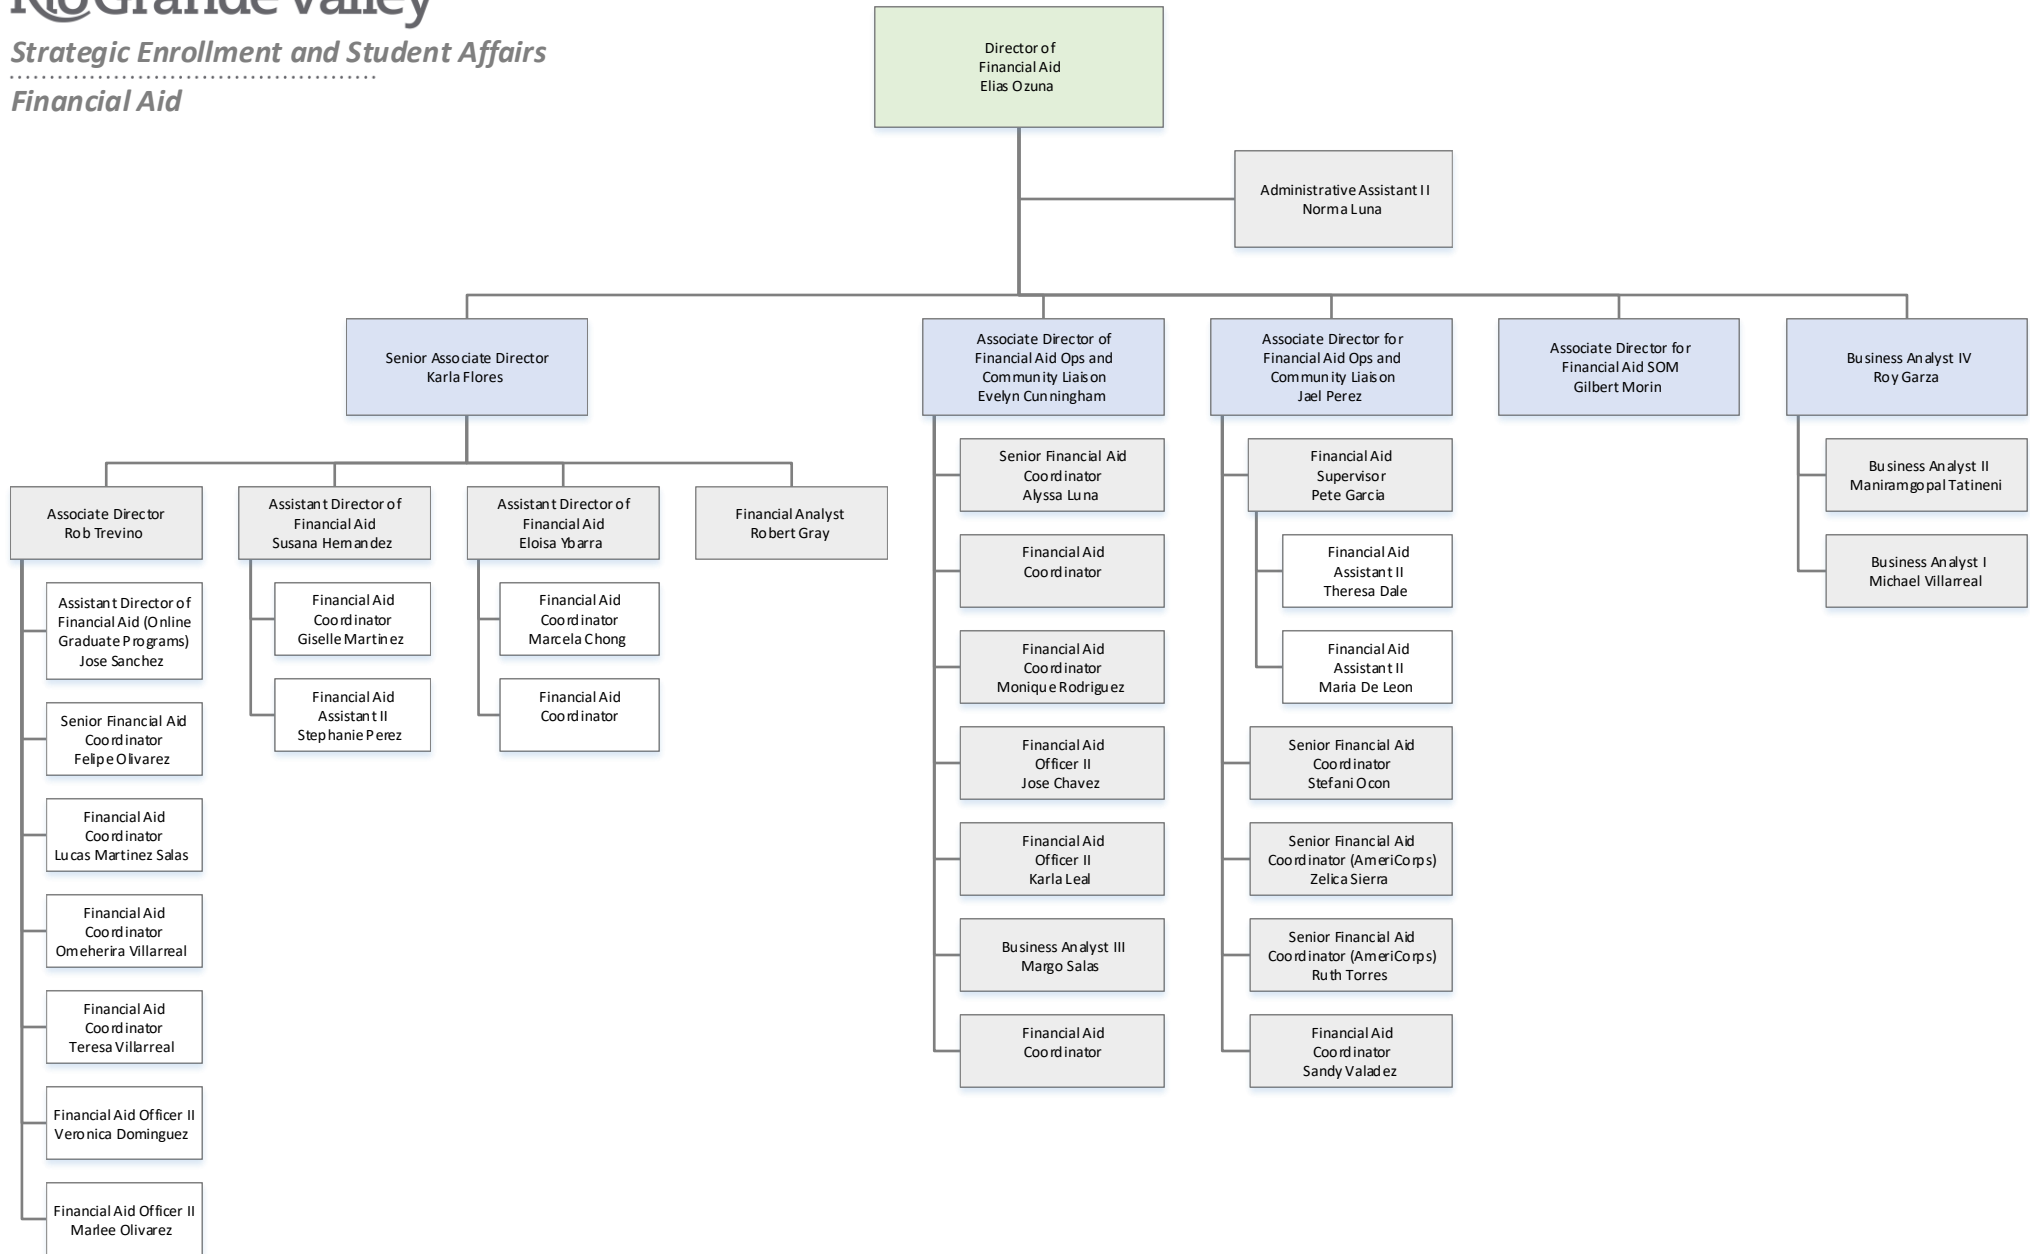 Rio Grande Valley
Strategic Enrollment and Student Affairs
Financial Aid
Director of
Financial Aid
Elias Ozuna
Administrative Assistant II
Norma Luna
Senior Associate Director
Karla Flores
Associate Director of
Financial Aid Ops and
Community Liaison
Evelyn Cunningham
Associate Director for
Financial Aid Ops and
Community Liaison
Jael Perez
Associate Director for
Financial Aid SOM
Gilbert Morin
Business Analyst IV
Roy Garza
Associate Director
Rob Trevino
Assistant Director of
Financial Aid
Susana Hernandez
Assistant Director of
Financial Aid
Eloisa Ybarra
Financial Analyst
Robert Gray
Assistant Director of
Financial Aid (Online
Graduate Programs)
Jose Sanchez
Senior Financial Aid
Coordinator
Felipe Olivarez
Financial Aid
Coordinator
Lucas Martinez Salas
Financial Aid
Coordinator
Omeherira Villarreal
Financial Aid
Coordinator
Teresa Villarreal
Financial Aid Officer II
Veronica Dominguez
Financial Aid Officer II
Marlee Olivarez
Financial Aid
Coordinator
Giselle Martinez
Financial Aid
Assistant II
Stephanie Perez
Financial Aid
Coordinator
Marcela Chong
Financial Aid
Coordinator
Senior Financial Aid
Coordinator
Alyssa Luna
Financial Aid
Coordinator
Financial Aid
Coordinator
Monique Rodriguez
Financial Aid
Officer II
Jose Chavez
Financial Aid
Officer II
Karla Leal
Business Analyst III
Margo Salas
Financial Aid
Coordinator
Financial Aid
Supervisor
Pete Garcia
Financial Aid
Assistant II
Theresa Dale
Financial Aid
Assistant II
Maria De Leon
Senior Financial Aid
Coordinator
Stefani Ocon
Senior Financial Aid
Coordinator (AmeriCorps)
Zelica Sierra
Senior Financial Aid
Coordinator (AmeriCorps)
Ruth Torres
Financial Aid
Coordinator
Sandy Valadez
Business Analyst II
Maniramgopal Tatineni
Business Analyst I
Michael Villarreal